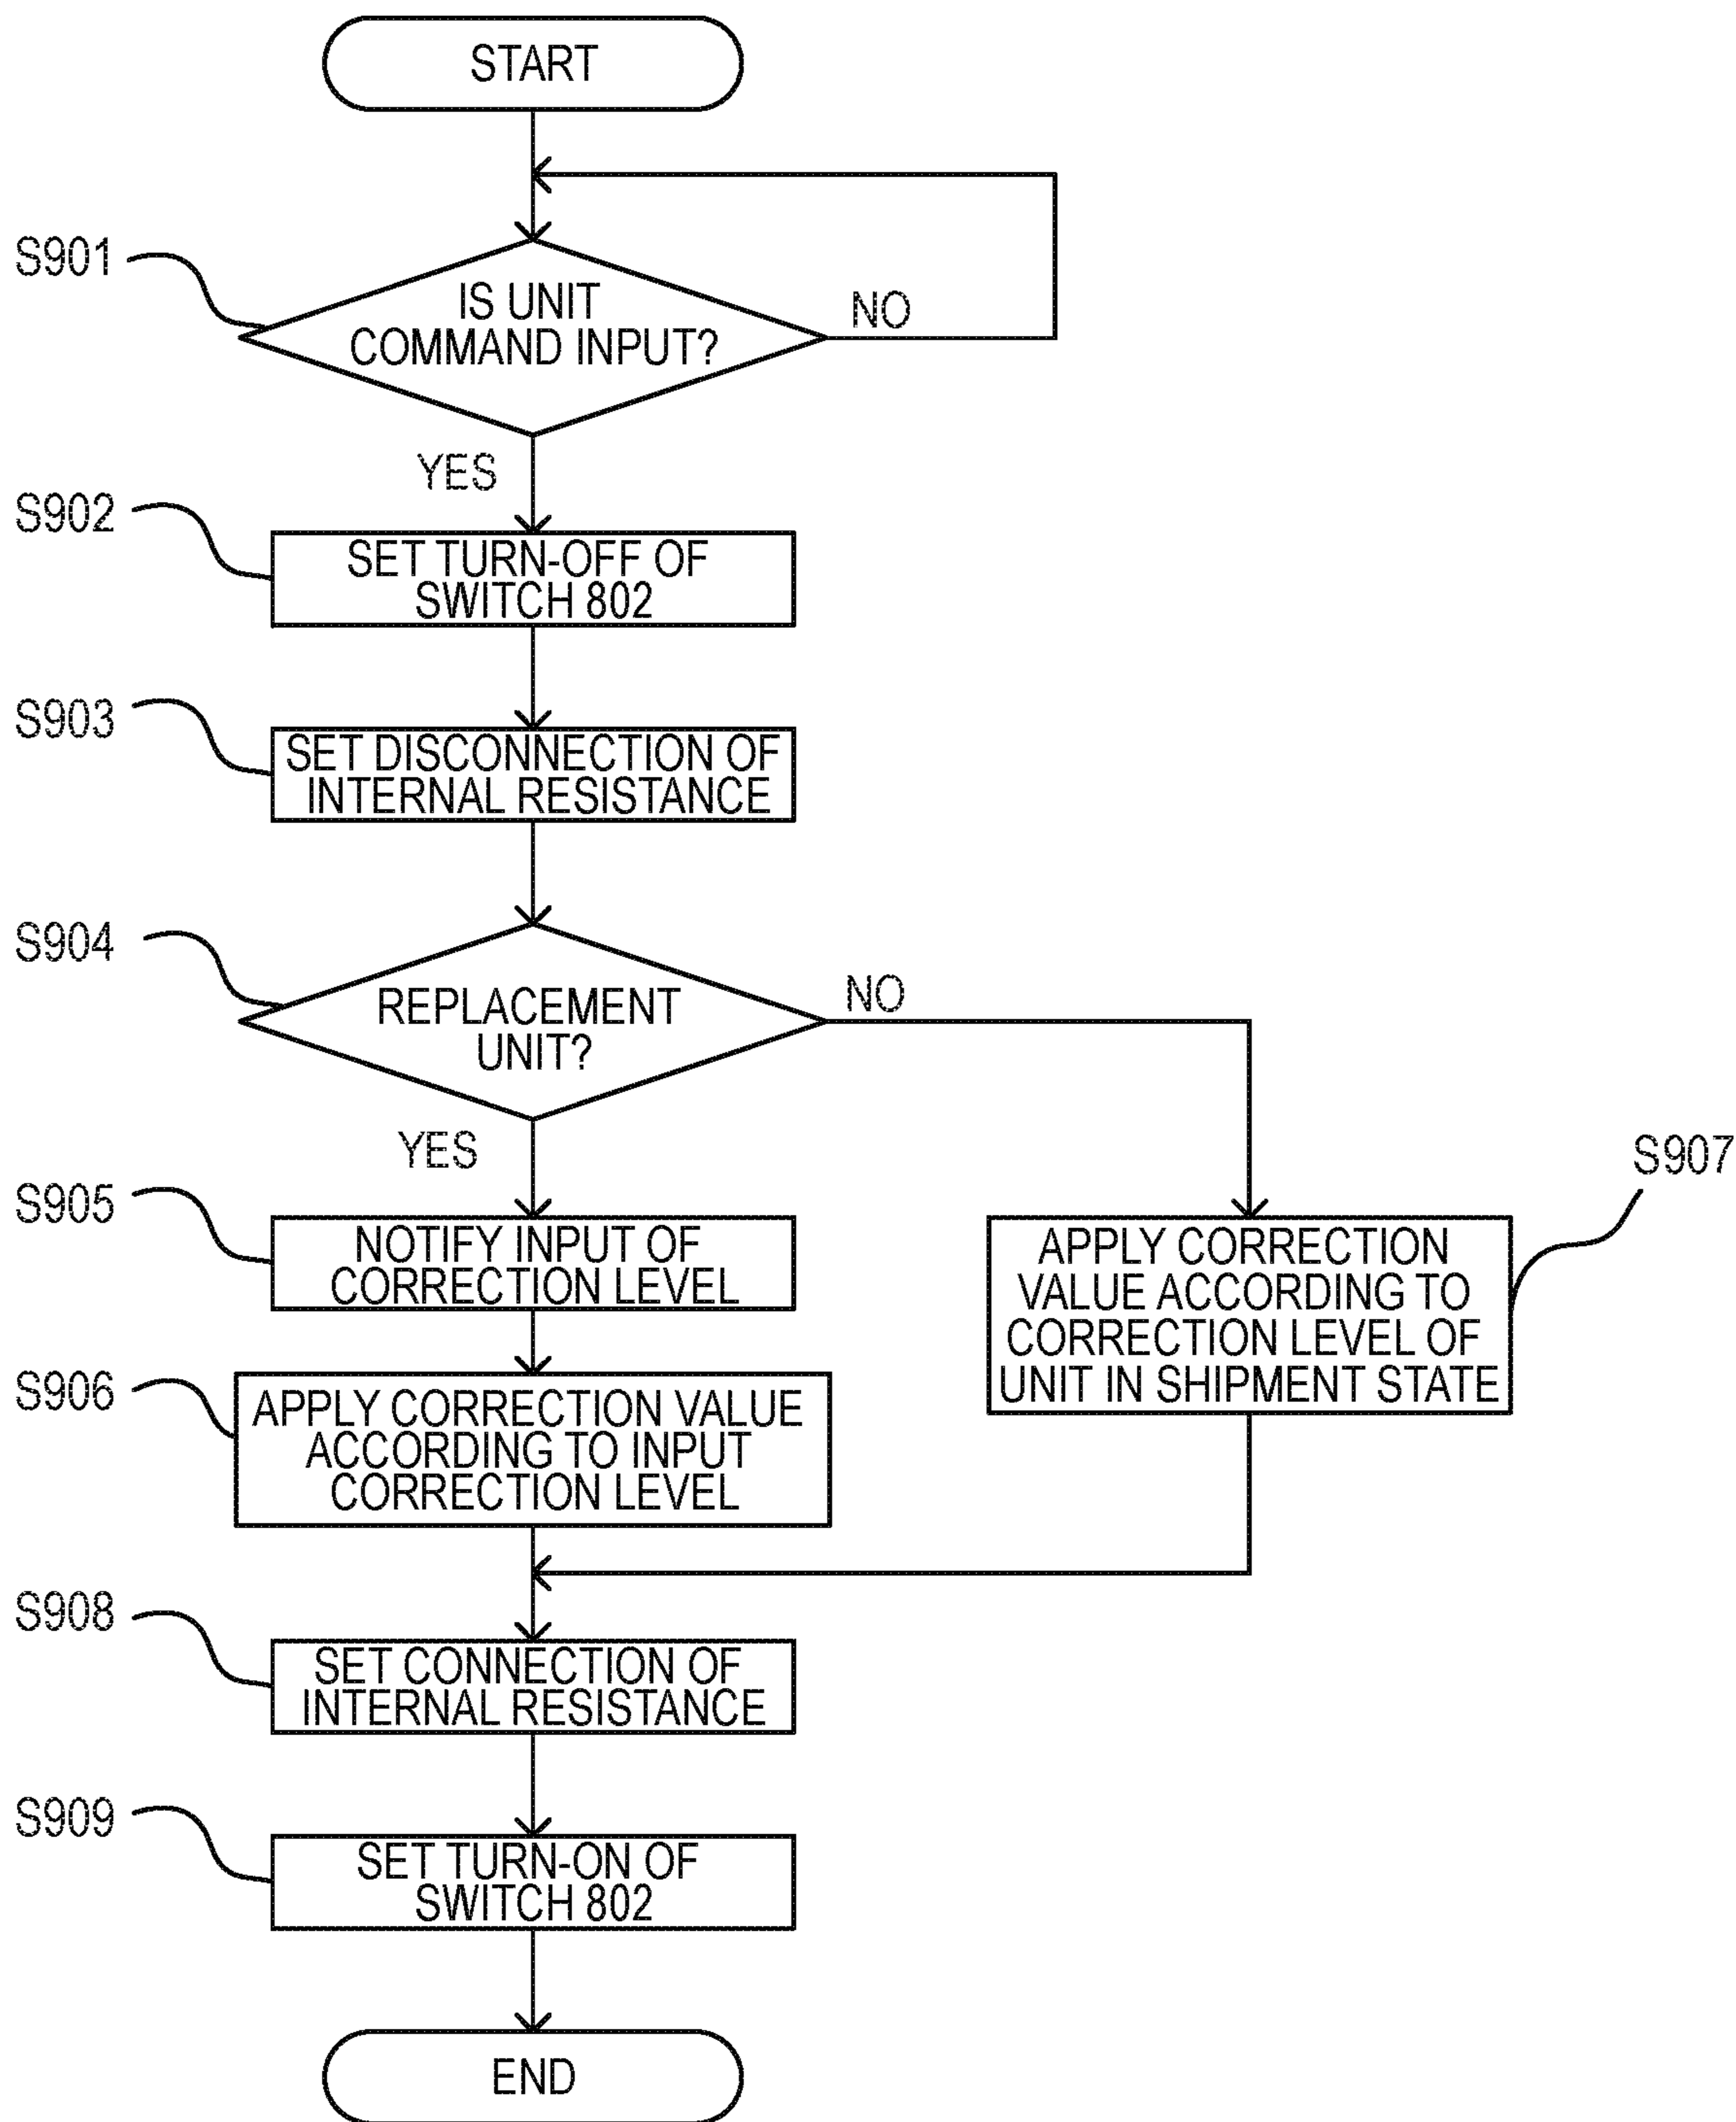 START
S901
IS UNIT
COMMAND INPUT?
NO
YES
S902
SET TURN-OFF OF
SWITCH 802
S903
SET DISCONNECTION OF
INTERNAL RESISTANCE
S904
REPLACEMENT
UNIT?
NO
YES
S905
NOTIFY INPUT OF
CORRECTION LEVEL
S907
APPLY CORRECTION
VALUE ACCORDING TO
CORRECTION LEVEL OF
UNIT IN SHIPMENT STATE
S906
APPLY CORRECTION VALUE
ACCORDING TO INPUT
CORRECTION LEVEL
S908
SET CONNECTION OF
INTERNAL RESISTANCE
S909
SET TURN-ON OF
SWITCH 802
END